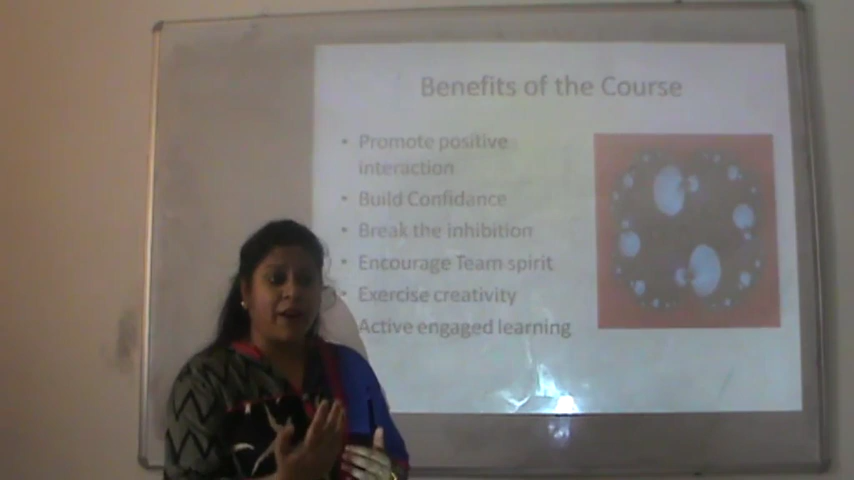 Benefits of the Course
• Promote positive
interaction
• Build Confidance
• Break the inhibition
• Encourage Team spirit
• Exercise creativity
Active engaged learning